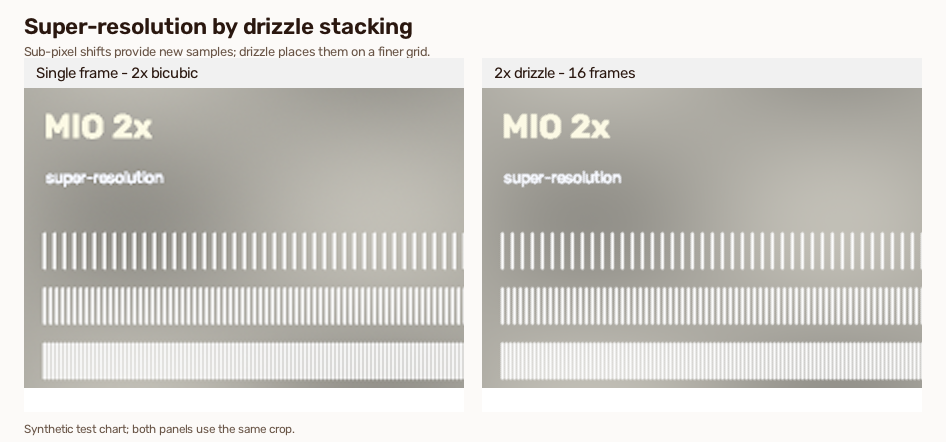 Super-resolution by drizzle stacking
Sub-pixel shifts provide new samples; drizzle places them on a finer grid.
Single frame - 2x bicubic
2x drizzle - 16 frames
MIO 2x
super-resolution
MIO 2x
super-resolution
Synthetic test chart; both panels use the same crop.